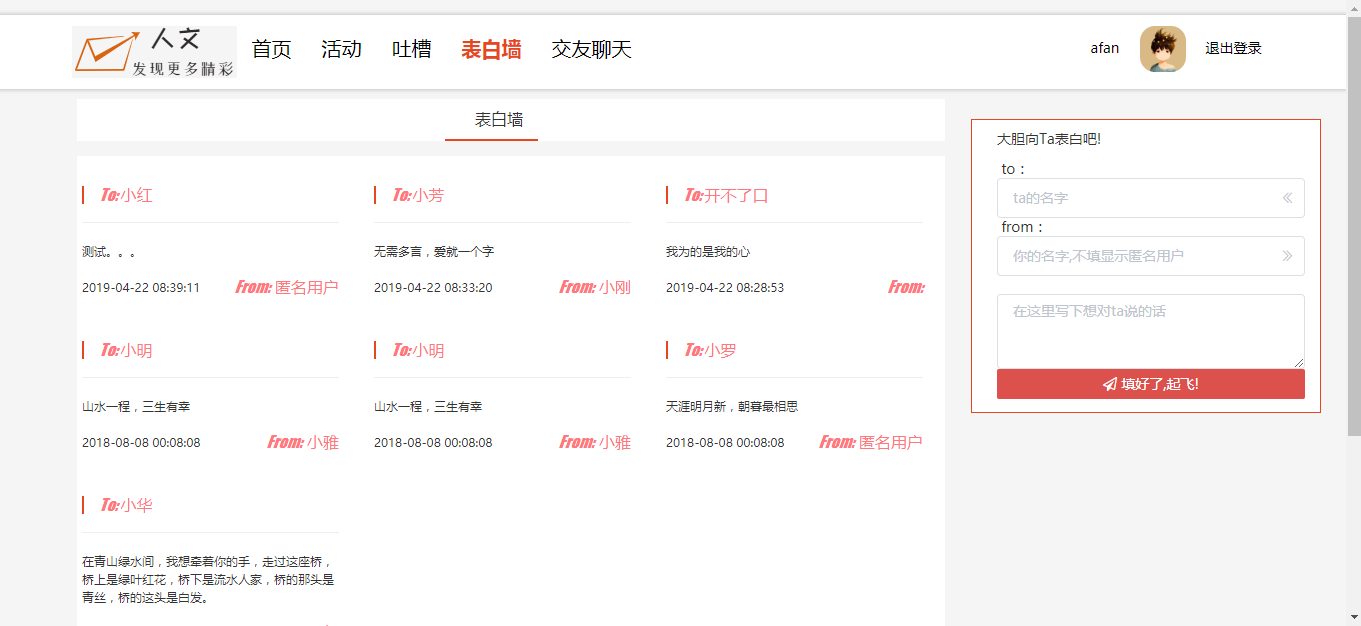 人文
发现更多精彩
首页 活动 吐槽 表白墙 交友聊天
afan 退出登录
表白墙
To:小红
测试。。。
2019-04-22 08:39:11 From: 匿名用户
To:小芳
无需多言，爱就一个字
2019-04-22 08:33:20 From: 小刚
To:开不了口
我为的是我的心
2019-04-22 08:28:53 From:
To:小明
山水一程，三生有幸
2018-08-08 00:08:08 From: 小雅
To:小明
山水一程，三生有幸
2018-08-08 00:08:08 From: 小雅
To:小罗
天涯明月新，朝暮最相思
2018-08-08 00:08:08 From: 匿名用户
To:小华
在青山绿水间，我想牵着你的手，走过这座桥，
桥上是绿叶红花，桥下是流水人家，桥的那头是
青丝，桥的这头是白发。
大胆向Ta表白吧!
to：
ta的名字
from：
你的名字,不填显示匿名用户
在这里写下想对ta说的话
填好了,起飞!